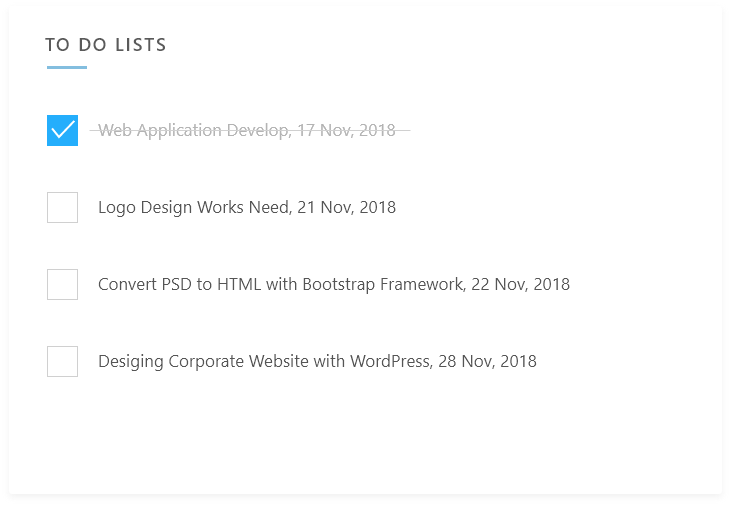 TO DO LISTS
Web Application Develop, 17 Nov, 2018
Logo Design Works Need, 21 Nov, 2018
Convert PSD to HTML with Bootstrap Framework, 22 Nov, 2018
Desiging Corporate Website with WordPress, 28 Nov, 2018